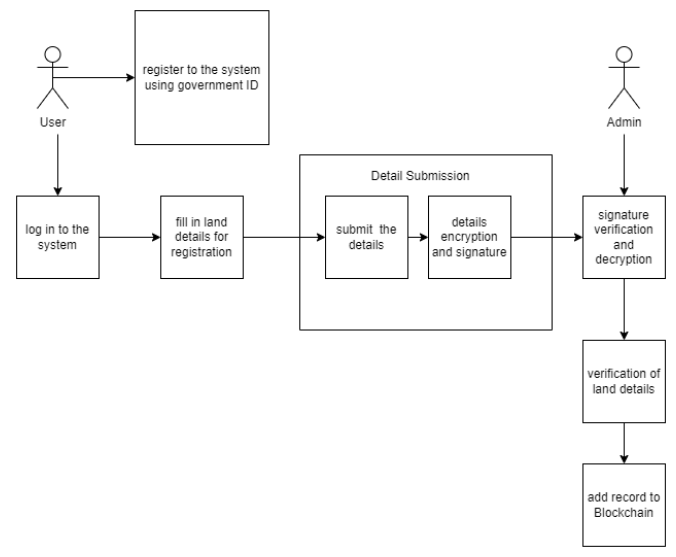 register to the system
using government ID
User
Admin
Detail Submission
log in to the
system
fill in land
details for
registration
submit the
details
details
encryption
and signature
signature
verification
and
decryption
verification of
land details
add record to
Blockchain